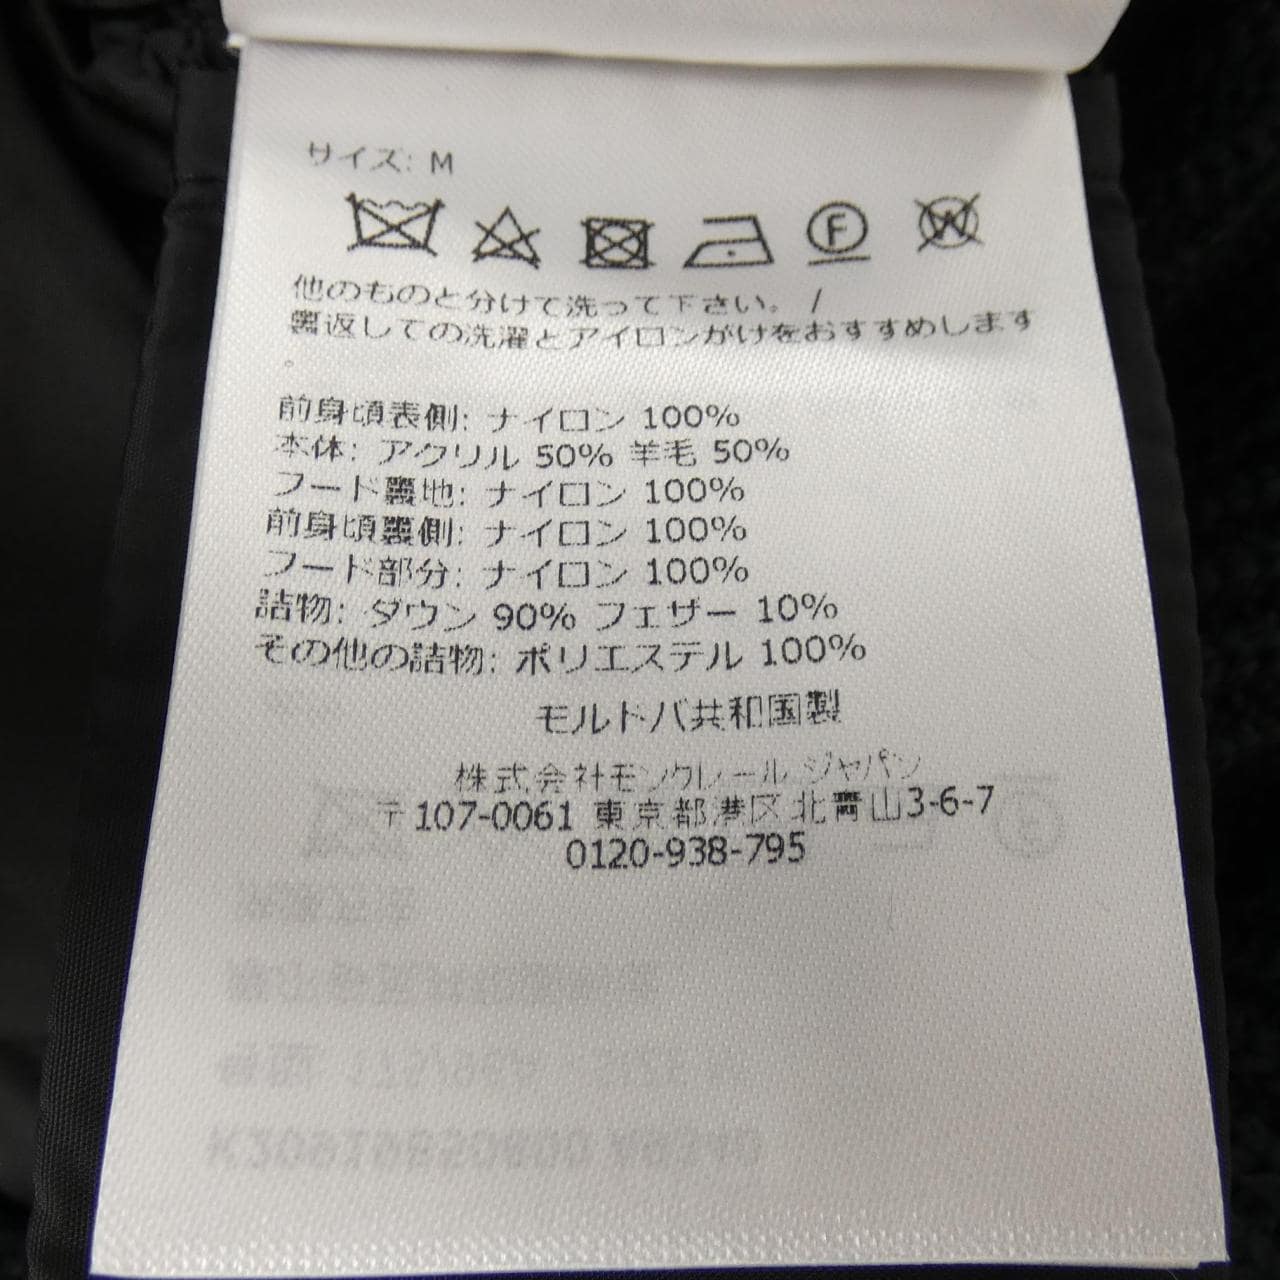 サイズ: M
F W
他のものと分けて洗って下さい。 /
裏返しての洗濯とアイロンがけをおすすめします
。
前身頃表側: ナイロン 100%
本体: アクリル 50% 羊毛 50%
フード裏地: ナイロン 100%
前身頃裏側: ナイロン 100%
フード部分: ナイロン 100%
詰物: ダウン 90% フェザー 10%
その他の詰物: ポリエステル 100%
モルドバ共和国製
株式会社モンクレール ジャパン
〒107-0061 東京都港区北青山3-6-7
0120-938-795